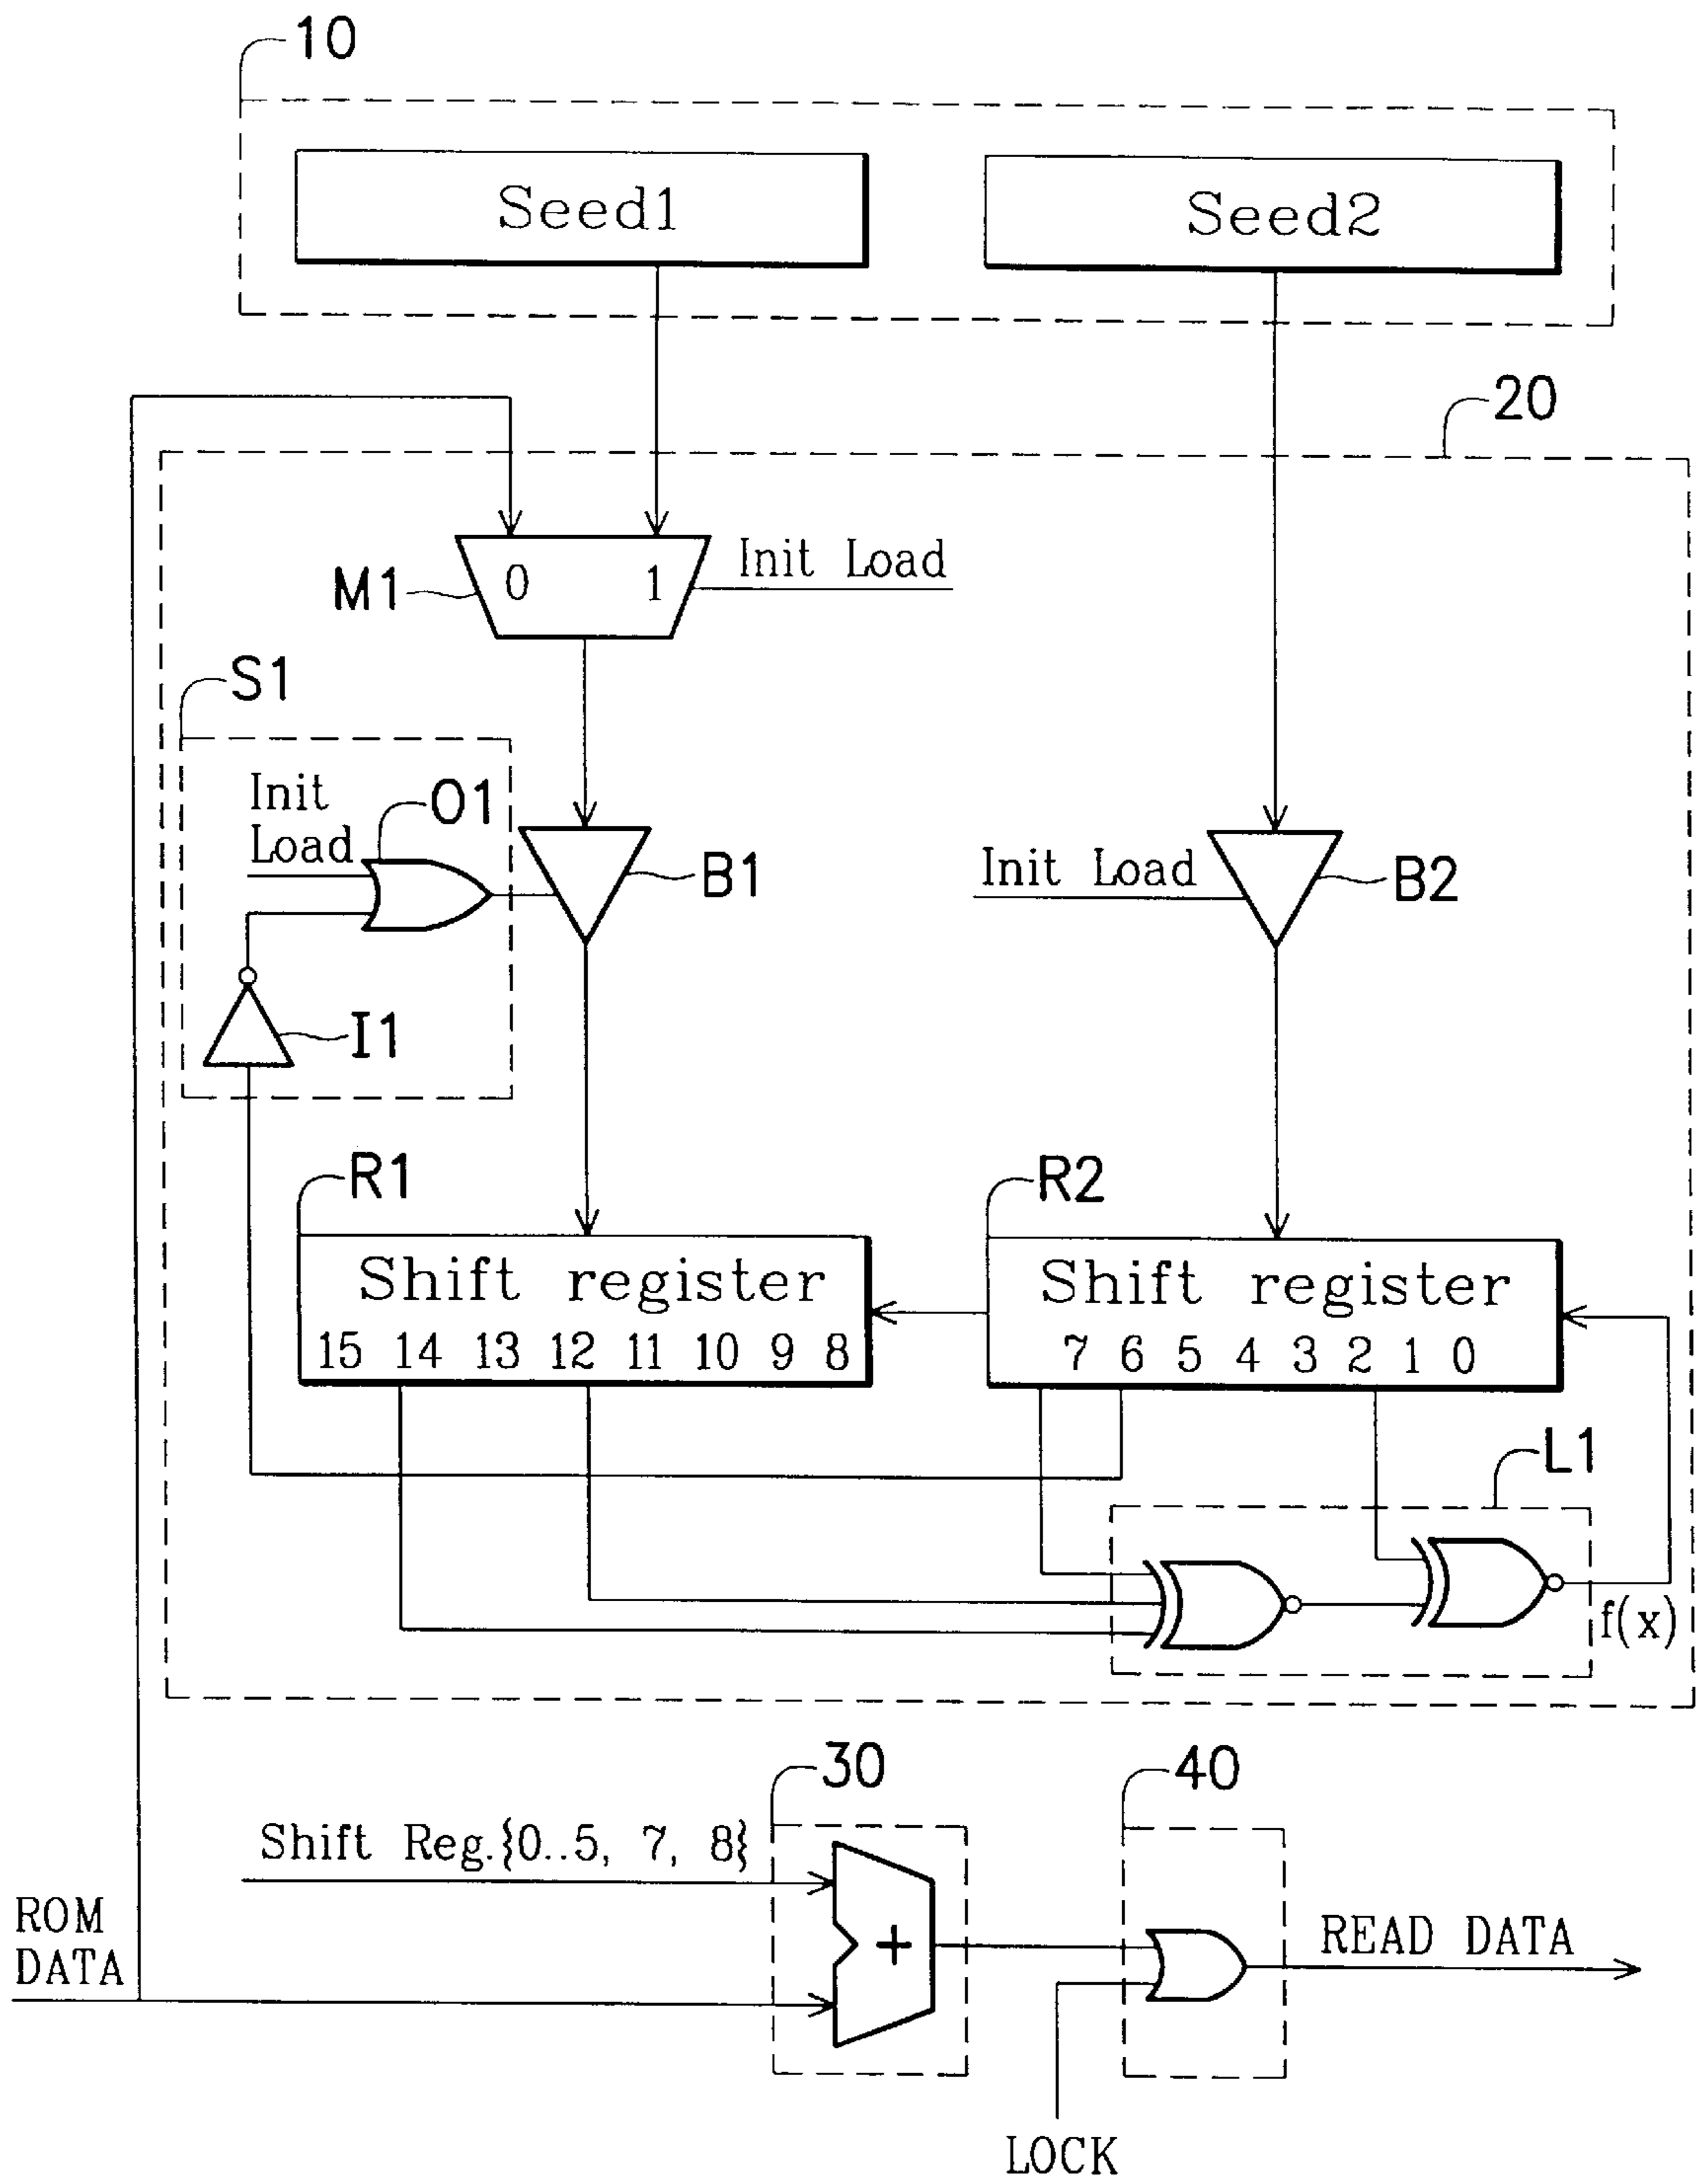 10
Seed1
Seed2
20
M1
0 1
Init Load
S1
Init
Load
O1
B1
Init Load
B2
I1
R1
Shift register
15 14 13 12 11 10 9 8
R2
Shift register
7 6 5 4 3 2 1 0
L1
f(x)
30
40
Shift Reg.{0..5, 7, 8}
ROM
DATA
+
READ DATA
LOCK